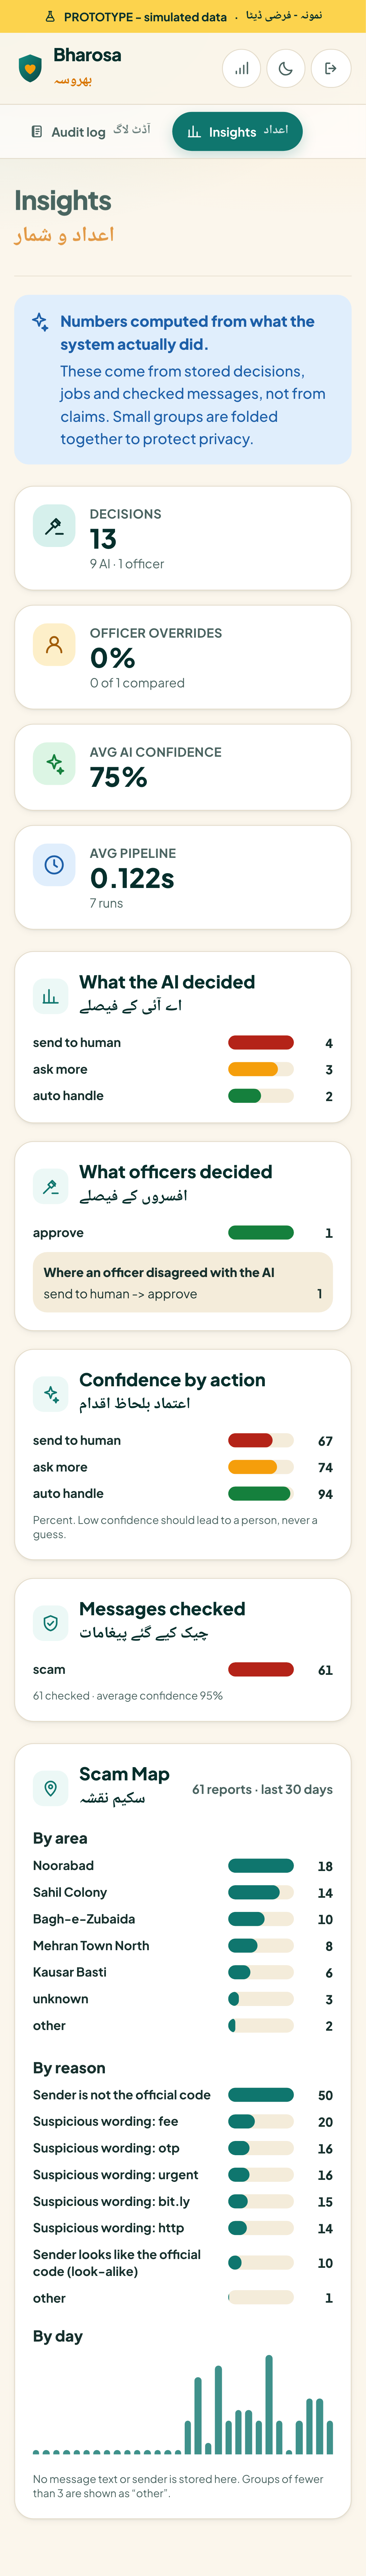 PROTOTYPE - simulated data · نمونہ - فرضی ڈیٹا
Bharosa
بھروسہ
Audit log آڈٹ لاگ
Insights اعداد
Insights
اعداد و شمار
Numbers computed from what the
system actually did.
These come from stored decisions,
jobs and checked messages, not from
claims. Small groups are folded
together to protect privacy.
DECISIONS
13
9 AI · 1 officer
OFFICER OVERRIDES
0%
0 of 1 compared
AVG AI CONFIDENCE
75%
AVG PIPELINE
0.122s
7 runs
What the AI decided
اے آئی کے فیصلے
send to human 4
ask more 3
auto handle 2
What officers decided
افسروں کے فیصلے
approve 1
Where an officer disagreed with the AI
send to human -> approve 1
Confidence by action
اعتماد بلحاظ اقدام
send to human 67
ask more 74
auto handle 94
Percent. Low confidence should lead to a person, never a
guess.
Messages checked
چیک کیے گئے پیغامات
scam 61
61 checked · average confidence 95%
Scam Map
سکیم نقشہ
61 reports · last 30 days
By area
Noorabad 18
Sahil Colony 14
Bagh-e-Zubaida 10
Mehran Town North 8
Kausar Basti 6
unknown 3
other 2
By reason
Sender is not the official code 50
Suspicious wording: fee 20
Suspicious wording: otp 16
Suspicious wording: urgent 16
Suspicious wording: bit.ly 15
Suspicious wording: http 14
Sender looks like the official
code (look-alike) 10
other 1
By day
No message text or sender is stored here. Groups of fewer
than 3 are shown as “other”.